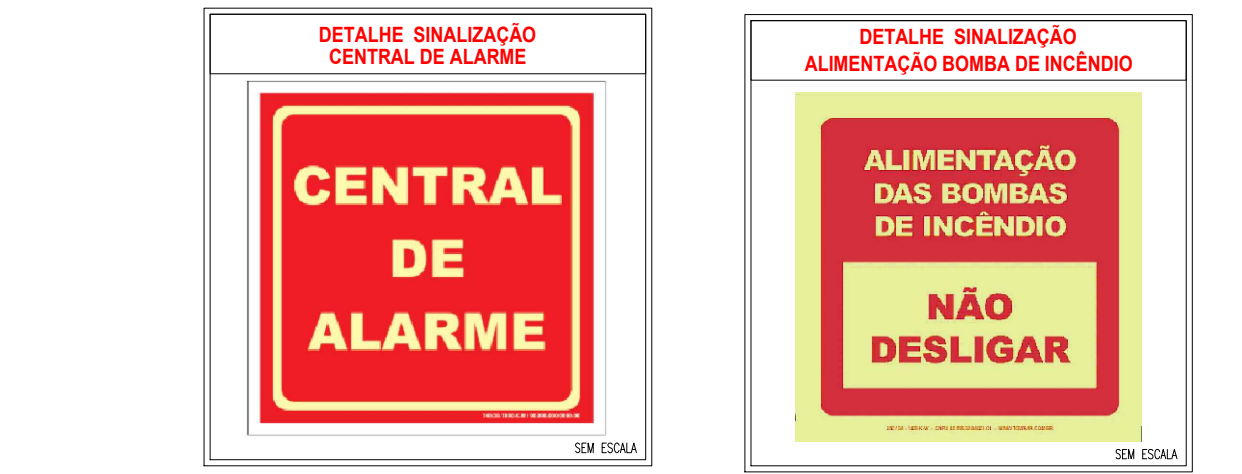 DETALHE SINALIZAÇÃO
CENTRAL DE ALARME
CENTRAL
DE
ALARME
SEM ESCALA
DETALHE SINALIZAÇÃO
ALIMENTAÇÃO BOMBA DE INCÊNDIO
ALIMENTAÇÃO
DAS BOMBAS
DE INCÊNDIO
NÃO
DESLIGAR
SEM ESCALA